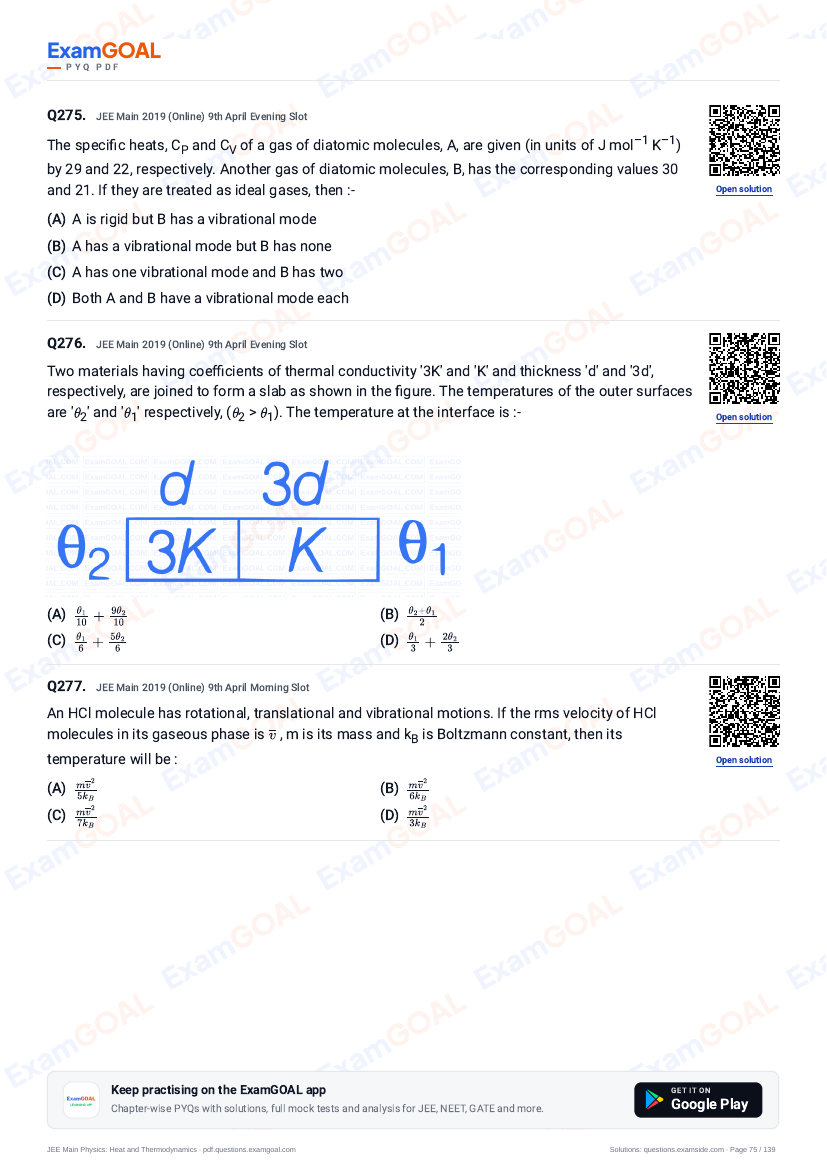 ExamGOAL
PYQ PDF
Q275. JEE Main 2019 (Online) 9th April Evening Slot
The specific heats, C_P and C_V of a gas of diatomic molecules, A, are given (in units of J mol⁻¹ K⁻¹)
by 29 and 22, respectively. Another gas of diatomic molecules, B, has the corresponding values 30
and 21. If they are treated as ideal gases, then :-
Open solution
(A) A is rigid but B has a vibrational mode
(B) A has a vibrational mode but B has none
(C) A has one vibrational mode and B has two
(D) Both A and B have a vibrational mode each
Q276. JEE Main 2019 (Online) 9th April Evening Slot
Two materials having coefficients of thermal conductivity '3K' and 'K' and thickness 'd' and '3d',
respectively, are joined to form a slab as shown in the figure. The temperatures of the outer surfaces
are 'θ₂' and 'θ₁' respectively, (θ₂ > θ₁). The temperature at the interface is :-
Open solution
d 3d
θ₂ 3K K θ₁
(A) θ₁/10 + 9θ₂/10 (B) (θ₂+θ₁)/2
(C) θ₁/6 + 5θ₂/6 (D) θ₁/3 + 2θ₂/3
Q277. JEE Main 2019 (Online) 9th April Morning Slot
An HCl molecule has rotational, translational and vibrational motions. If the rms velocity of HCl
molecules in its gaseous phase is v̅ , m is its mass and k_B is Boltzmann constant, then its
temperature will be :
Open solution
(A) mv̅²/5k_B (B) mv̅²/6k_B
(C) mv̅²/7k_B (D) mv̅²/3k_B
Keep practising on the ExamGOAL app
Chapter-wise PYQs with solutions, full mock tests and analysis for JEE, NEET, GATE and more.
GET IT ON
Google Play
JEE Main Physics: Heat and Thermodynamics · pdf.questions.examgoal.com
Solutions: questions.examside.com · Page 75 / 139